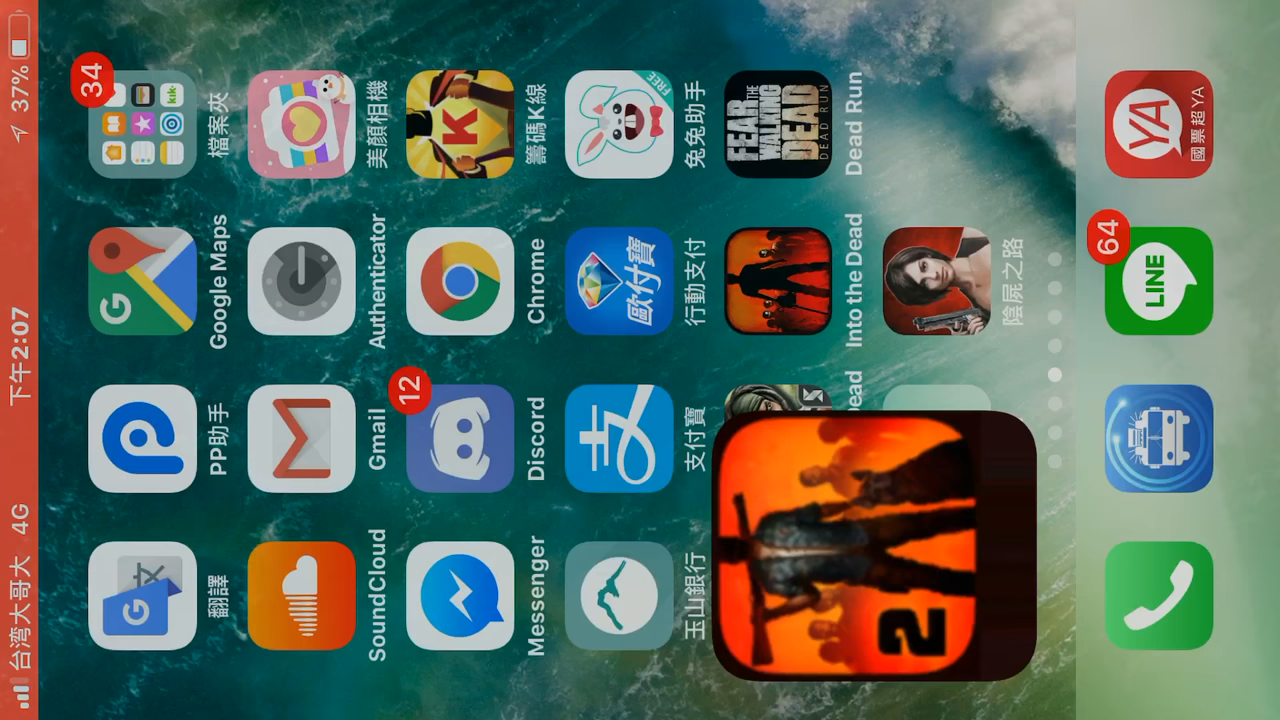 台湾大哥大 4G 下午2:07 37%
G 文
G
kik
34
翻譯 PP助手 Google Maps 檔案夾
SoundCloud Gmail Authenticator 美顏相機
12
K
Messenger Discord Chrome 籌碼K線
支
歐付寶
FREE
玉山銀行 支付寶 行動支付 兔兔助手
2
FEAR THE
WALKING
DEAD
DEAD RUN
Dead Into the Dead Dead Run
陰屍之路
64
LINE
YA
國票超YA